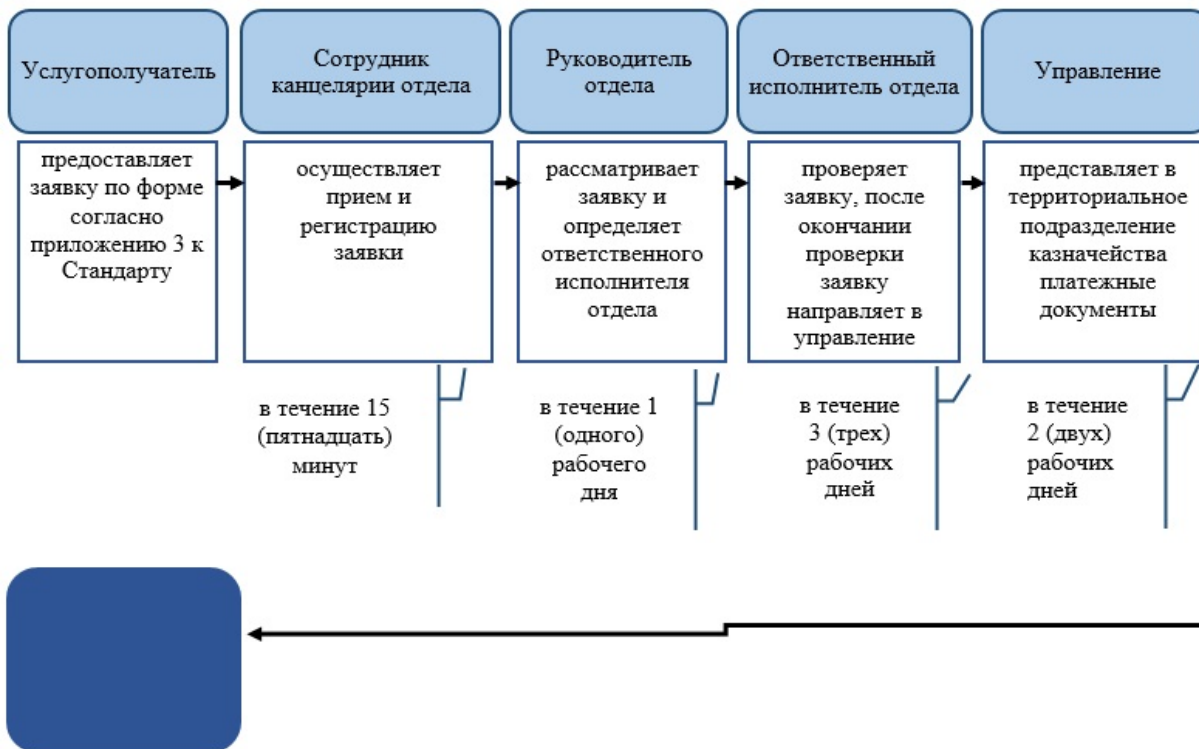 Услугополучатель
Сотрудник
канцелярии отдела
Руководитель
отдела
Ответственный
исполнитель отдела
Управление
предоставляет
заявку по форме
согласно
приложению 3 к
Стандарту
осуществляет
прием и
регистрацию
заявки
рассматривает
заявку и
определяет
ответственного
исполнителя
отдела
проверяет
заявку, после
окончании
проверки
заявку
направляет в
управление
представляет в
территориальное
подразделение
казначейства
платежные
документы
в течение 15
(пятнадцать)
минут
в течение 1
(одного)
рабочего
дня
в течение
3 (трех)
рабочих
дней
в течение
2 (двух)
рабочих
дней